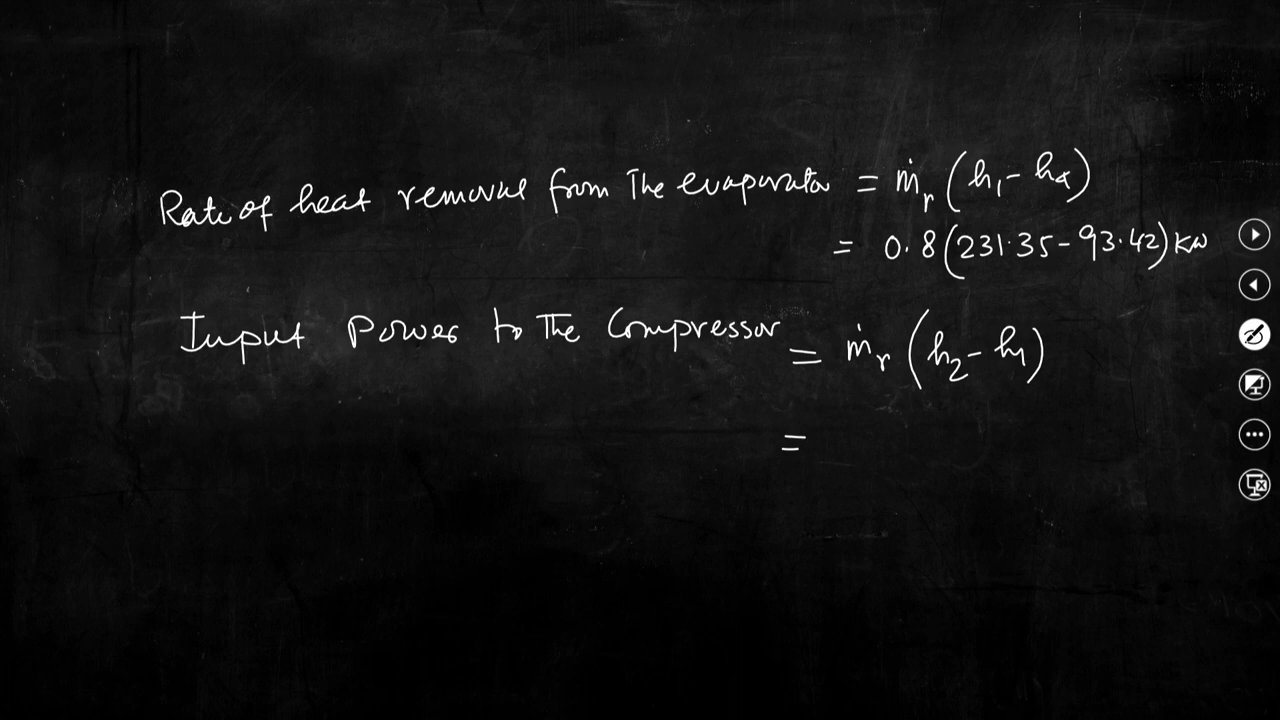 Rate of heat removal from The evaporator = ṁr (h1 - h4)
= 0.8 (231.35 - 93.42) KW
Input Power to The Compressor = ṁr (h2 - h1)
=